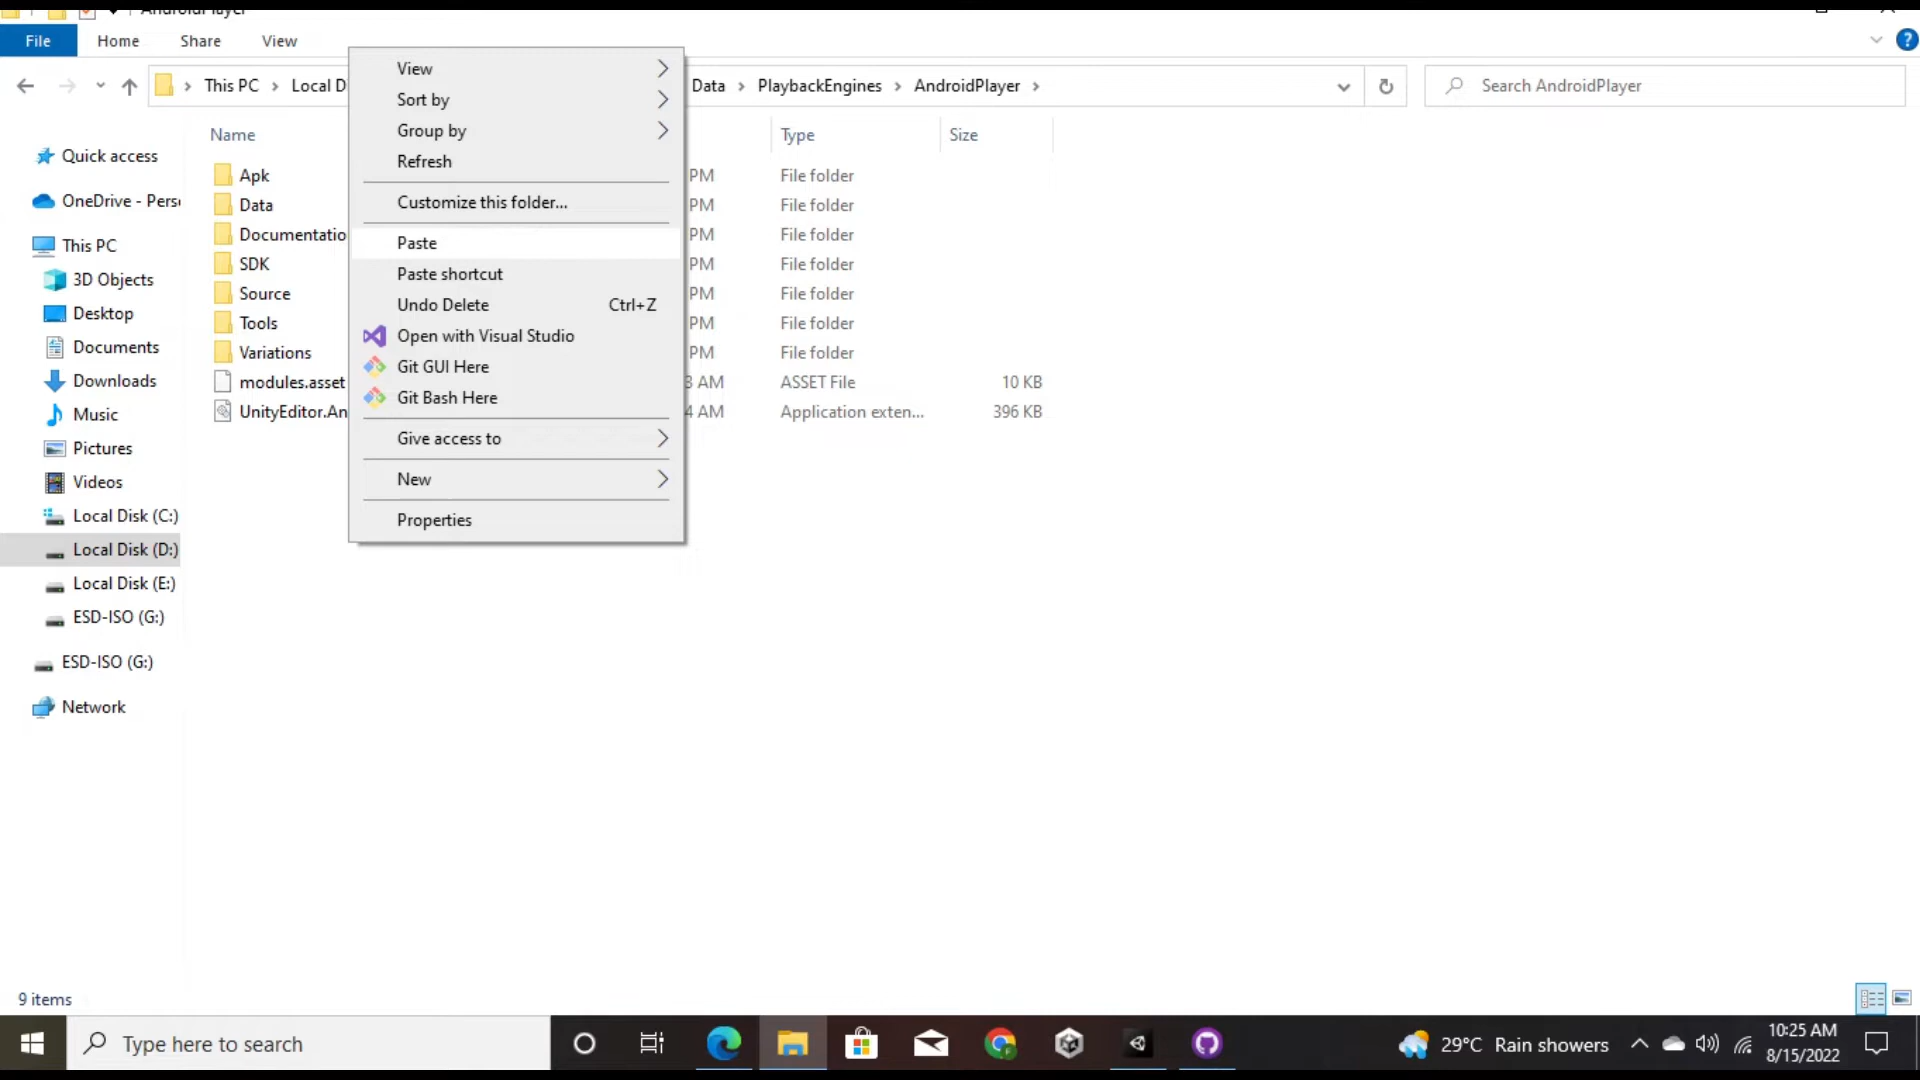 AndroidPlayer
File Home Share View
This PC Local D Data PlaybackEngines AndroidPlayer Search AndroidPlayer
Name Type Size
Quick access
OneDrive - Pers
This PC
3D Objects
Desktop
Documents
Downloads
Music
Pictures
Videos
Local Disk (C:)
Local Disk (D:)
Local Disk (E:)
ESD-ISO (G:)
ESD-ISO (G:)
Network
Apk PM File folder
Data PM File folder
Documentatio PM File folder
SDK PM File folder
Source PM File folder
Tools PM File folder
Variations PM File folder
modules.asset 3 AM ASSET File 10 KB
UnityEditor.An 4 AM Application exten... 396 KB
View
Sort by
Group by
Refresh
Customize this folder...
Paste
Paste shortcut
Undo Delete Ctrl+Z
Open with Visual Studio
Git GUI Here
Git Bash Here
Give access to
New
Properties
9 items
Type here to search
29°C Rain showers
10:25 AM
8/15/2022